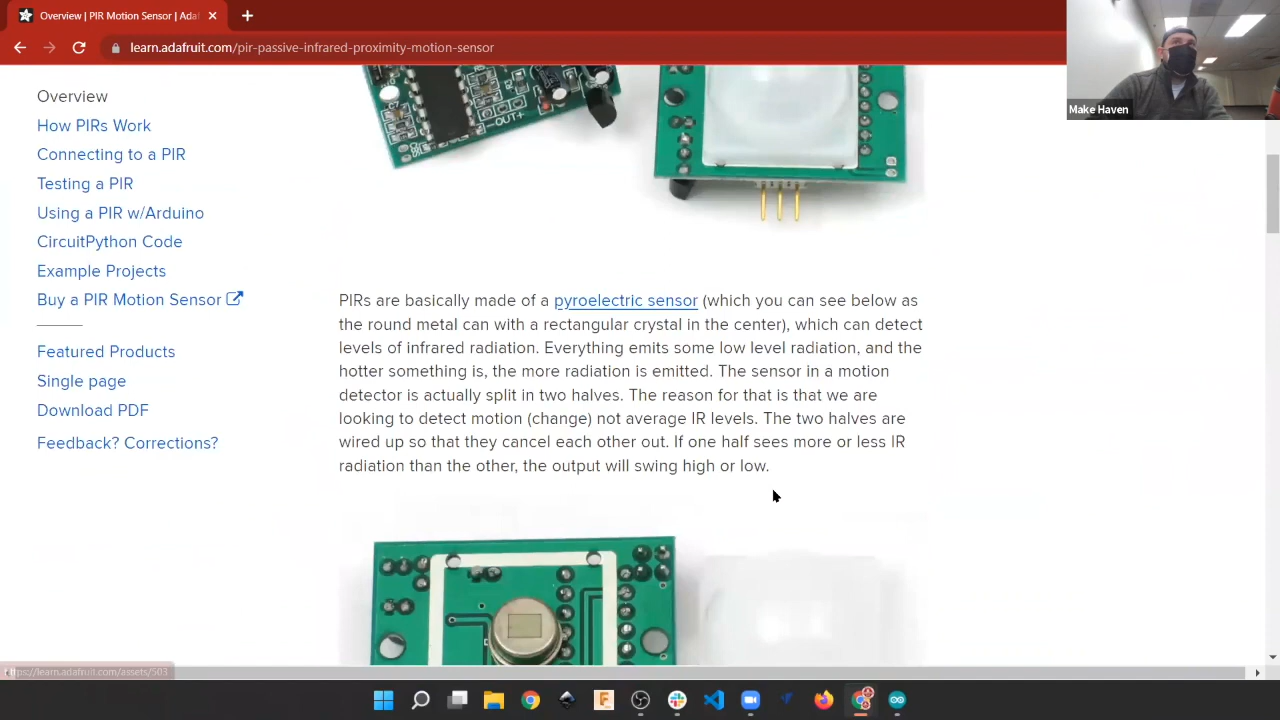 Overview | PIR Motion Sensor | Ada
learn.adafruit.com/pir-passive-infrared-proximity-motion-sensor
Make Haven
Overview
How PIRs Work
Connecting to a PIR
Testing a PIR
Using a PIR w/Arduino
CircuitPython Code
Example Projects
Buy a PIR Motion Sensor
Featured Products
Single page
Download PDF
Feedback? Corrections?
-OUT+
PIRs are basically made of a pyroelectric sensor (which you can see below as
the round metal can with a rectangular crystal in the center), which can detect
levels of infrared radiation. Everything emits some low level radiation, and the
hotter something is, the more radiation is emitted. The sensor in a motion
detector is actually split in two halves. The reason for that is that we are
looking to detect motion (change) not average IR levels. The two halves are
wired up so that they cancel each other out. If one half sees more or less IR
radiation than the other, the output will swing high or low.
https://learn.adafruit.com/assets/503